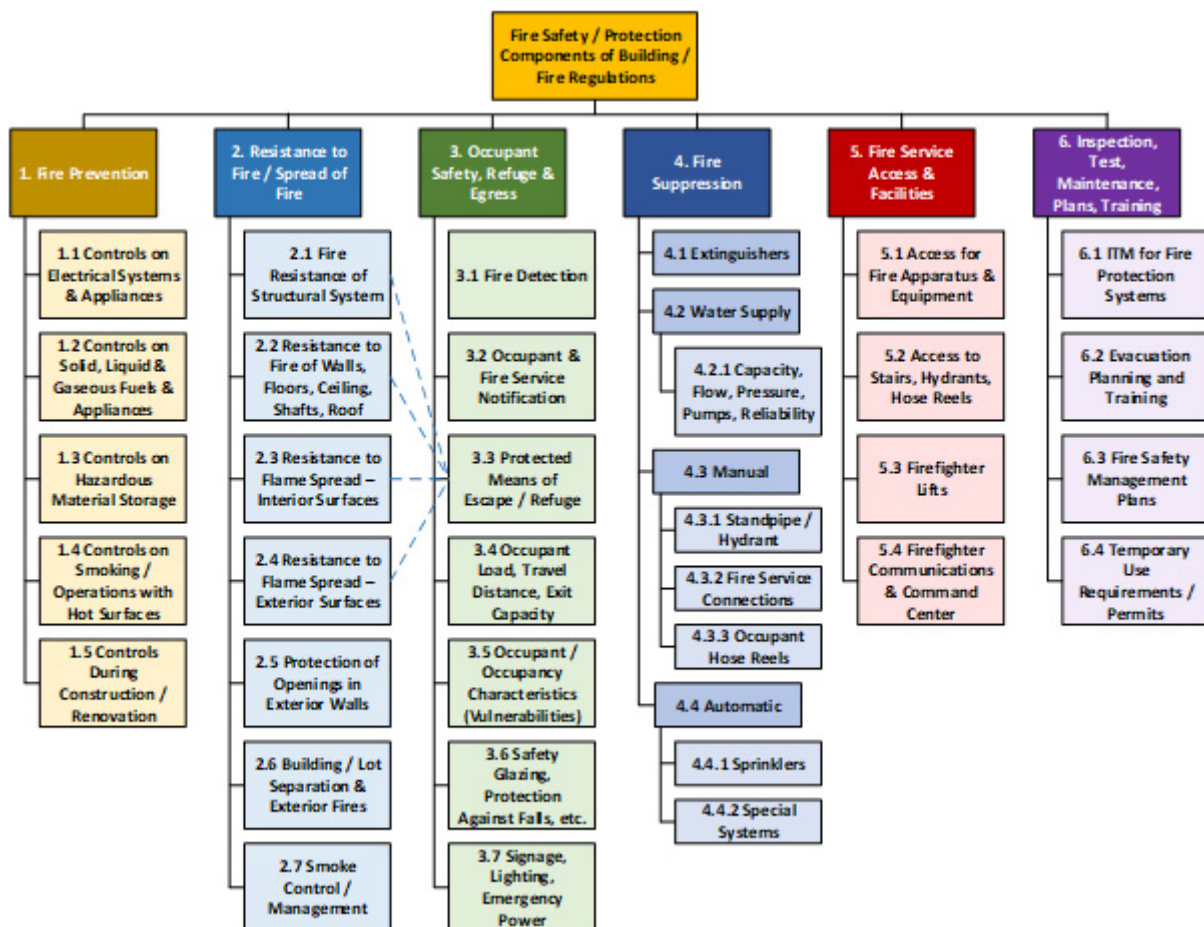 Fire Safety / Protection
Components of Building /
Fire Regulations
1. Fire Prevention
2. Resistance to
Fire / Spread of
Fire
3. Occupant
Safety, Refuge &
Egress
4. Fire
Suppression
5. Fire Service
Access &
Facilities
6. Inspection,
Test,
Maintenance,
Plans, Training
1.1 Controls on
Electrical Systems
& Appliances
1.2 Controls on
Solid, Liquid &
Gaseous Fuels &
Appliances
1.3 Controls on
Hazardous
Material Storage
1.4 Controls on
Smoking /
Operations with
Hot Surfaces
1.5 Controls
During
Construction /
Renovation
2.1 Fire
Resistance of
Structural System
2.2 Resistance to
Fire of Walls,
Floors, Ceiling,
Shafts, Roof
2.3 Resistance to
Flame Spread –
Interior Surfaces
2.4 Resistance to
Flame Spread –
Exterior Surfaces
2.5 Protection of
Openings in
Exterior Walls
2.6 Building / Lot
Separation &
Exterior Fires
2.7 Smoke
Control /
Management
3.1 Fire Detection
3.2 Occupant &
Fire Service
Notification
3.3 Protected
Means of
Escape / Refuge
3.4 Occupant
Load, Travel
Distance, Exit
Capacity
3.5 Occupant /
Occupancy
Characteristics
(Vulnerabilities)
3.6 Safety
Glazing,
Protection
Against Falls, etc.
3.7 Signage,
Lighting,
Emergency
Power
4.1 Extinguishers
4.2 Water Supply
4.2.1 Capacity,
Flow, Pressure,
Pumps, Reliability
4.3 Manual
4.3.1 Standpipe /
Hydrant
4.3.2 Fire Service
Connections
4.3.3 Occupant
Hose Reels
4.4 Automatic
4.4.1 Sprinklers
4.4.2 Special
Systems
5.1 Access for
Fire Apparatus &
Equipment
5.2 Access to
Stairs, Hydrants,
Hose Reels
5.3 Firefighter
Lifts
5.4 Firefighter
Communications
& Command
Center
6.1 ITM for Fire
Protection
Systems
6.2 Evacuation
Planning and
Training
6.3 Fire Safety
Management
Plans
6.4 Temporary
Use
Requirements /
Permits